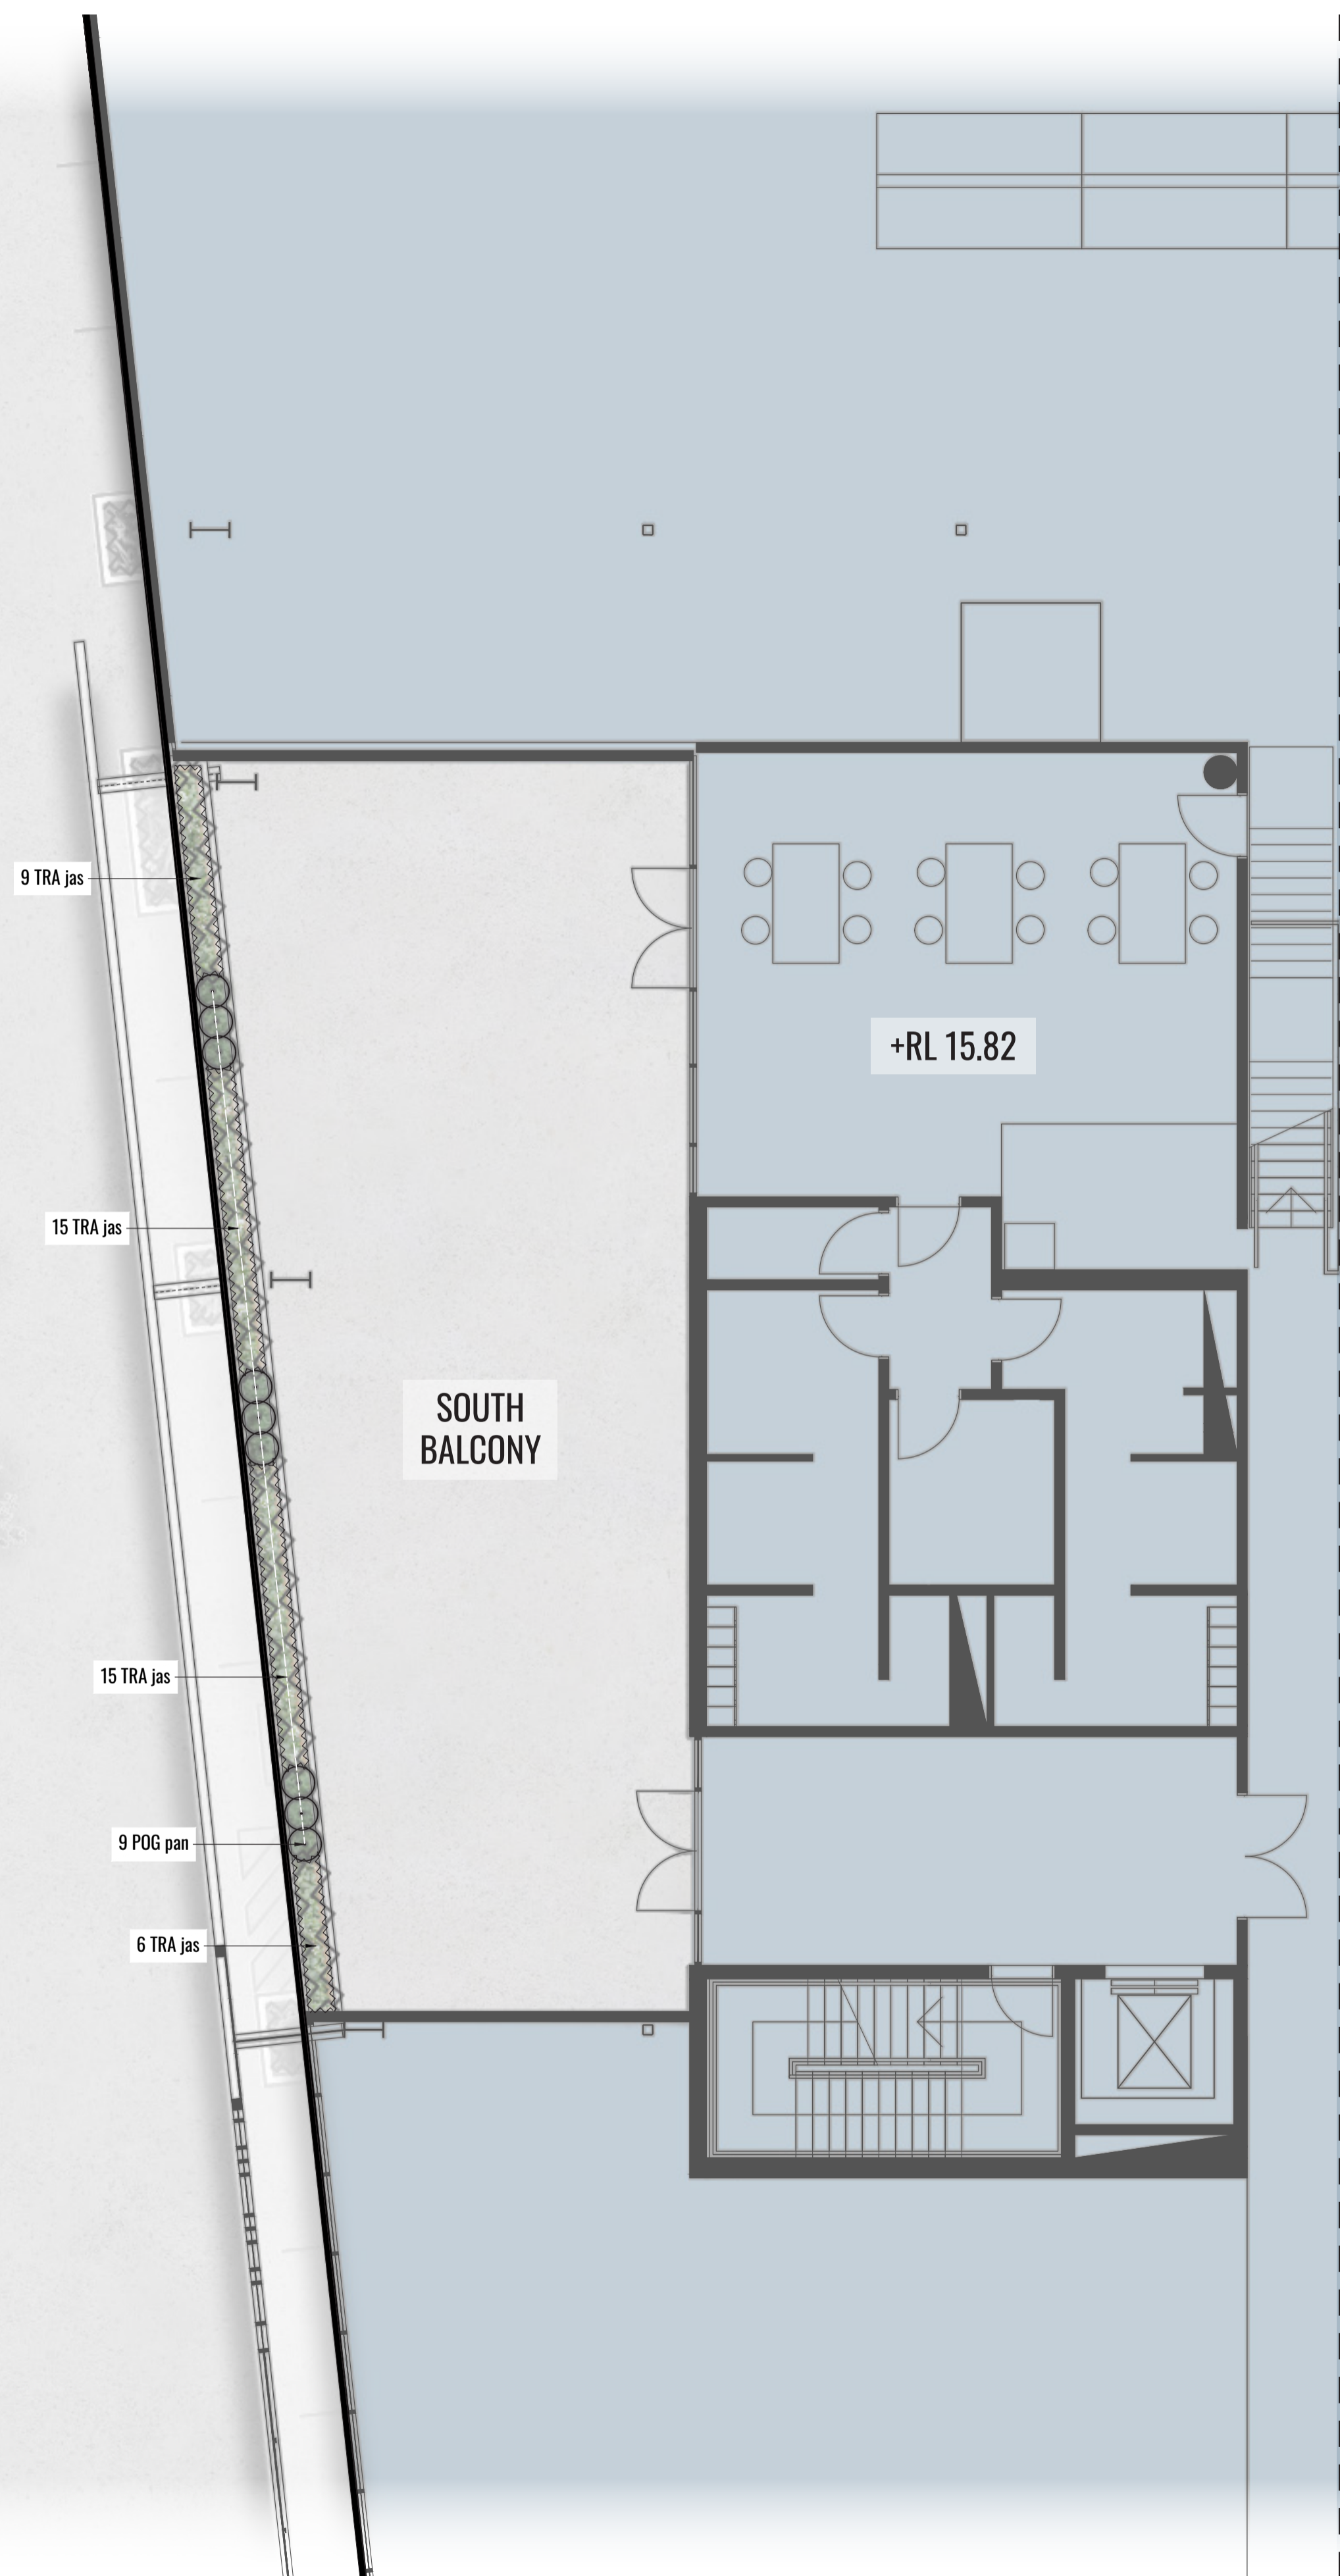 9 TRA jas
+RL 15.82
15 TRA jas
SOUTH
BALCONY
15 TRA jas
9 POG pan
6 TRA jas